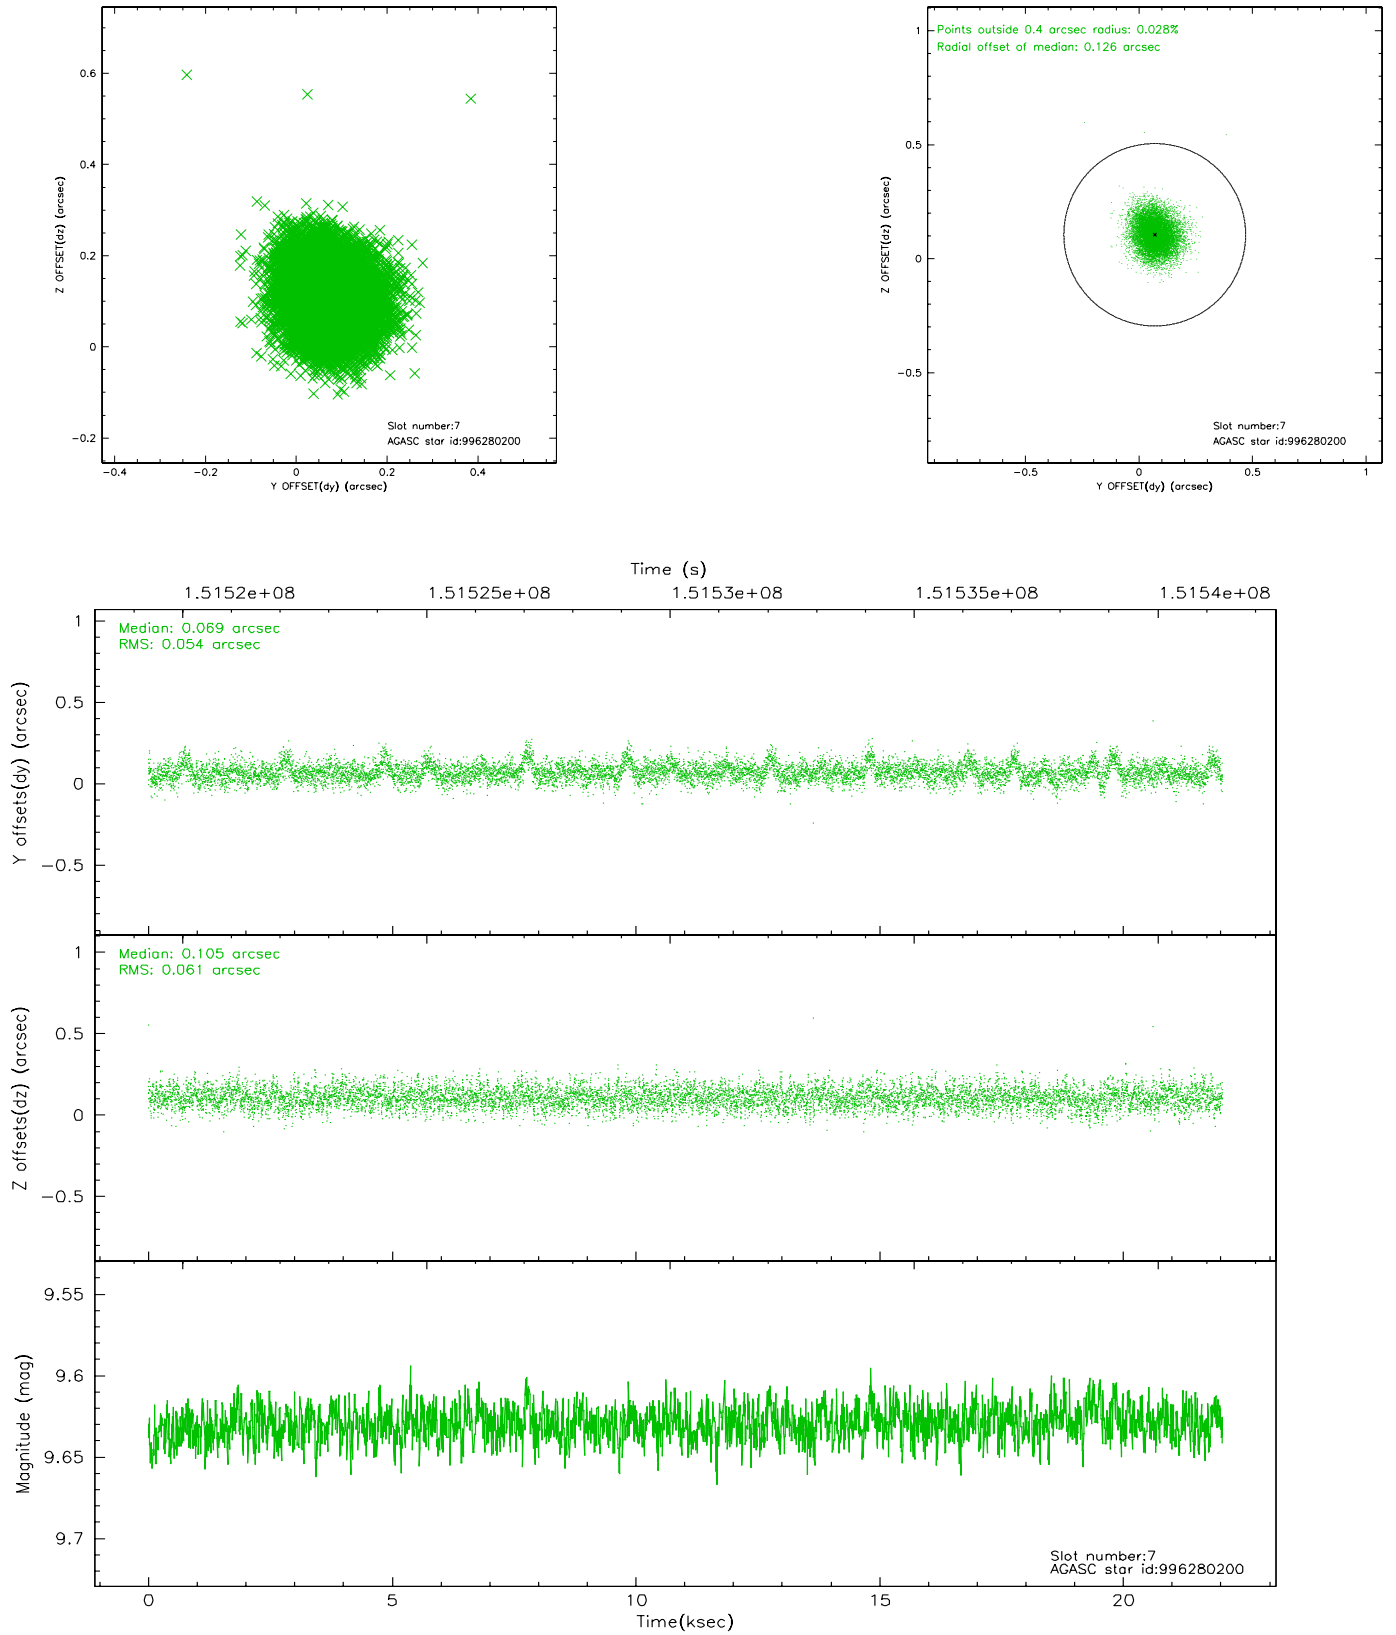 0.6
0.4
0.2
0
−0.2
Z OFFSET(dz) (arcsec)
Slot number:7
AGASC star id:996280200
−0.4
−0.2
0
0.2
0.4
Y OFFSET(dy) (arcsec)
Points outside 0.4 arcsec radius: 0.028%
Radial offset of median: 0.126 arcsec
1
0.5
0
−0.5
Z OFFSET(dz) (arcsec)
Slot number:7
AGASC star id:996280200
−0.5
0
0.5
1
Y OFFSET(dy) (arcsec)
Time (s)
1.5152e+08
1.51525e+08
1.5153e+08
1.51535e+08
1.5154e+08
Median: 0.069 arcsec
RMS: 0.054 arcsec
1
0.5
0
−0.5
Y offsets(dy) (arcsec)
Median: 0.105 arcsec
RMS: 0.061 arcsec
1
0.5
0
−0.5
Z offsets(dz) (arcsec)
9.55
9.6
9.65
9.7
Magnitude (mag)
Slot number:7
AGASC star id:996280200
0
5
10
15
20
Time(ksec)